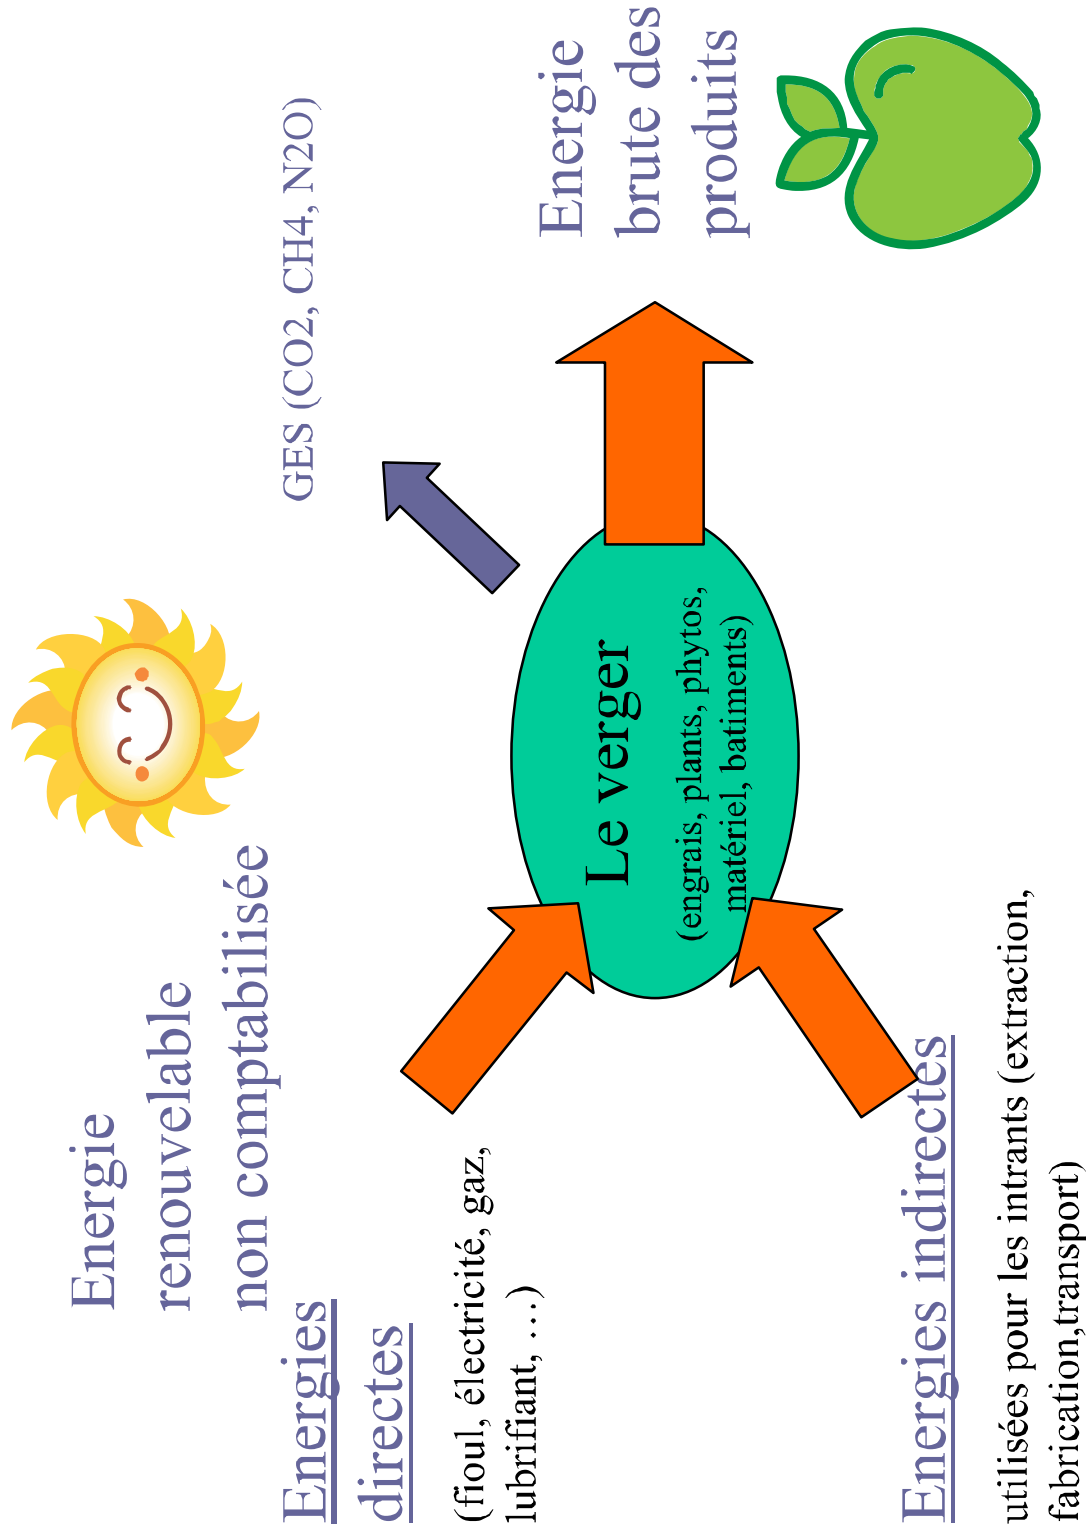 Energie
renouvelable
non comptabilisée
Energies
directes
(fioul, électricité, gaz,
lubrifiant, …)
GES (CO2, CH4, N2O)
Le verger
(engrais, plants, phytos,
matériel, batiments)
Energie
brute des
produits
Energies indirectes
utilisées pour les intrants (extraction,
fabrication,transport)